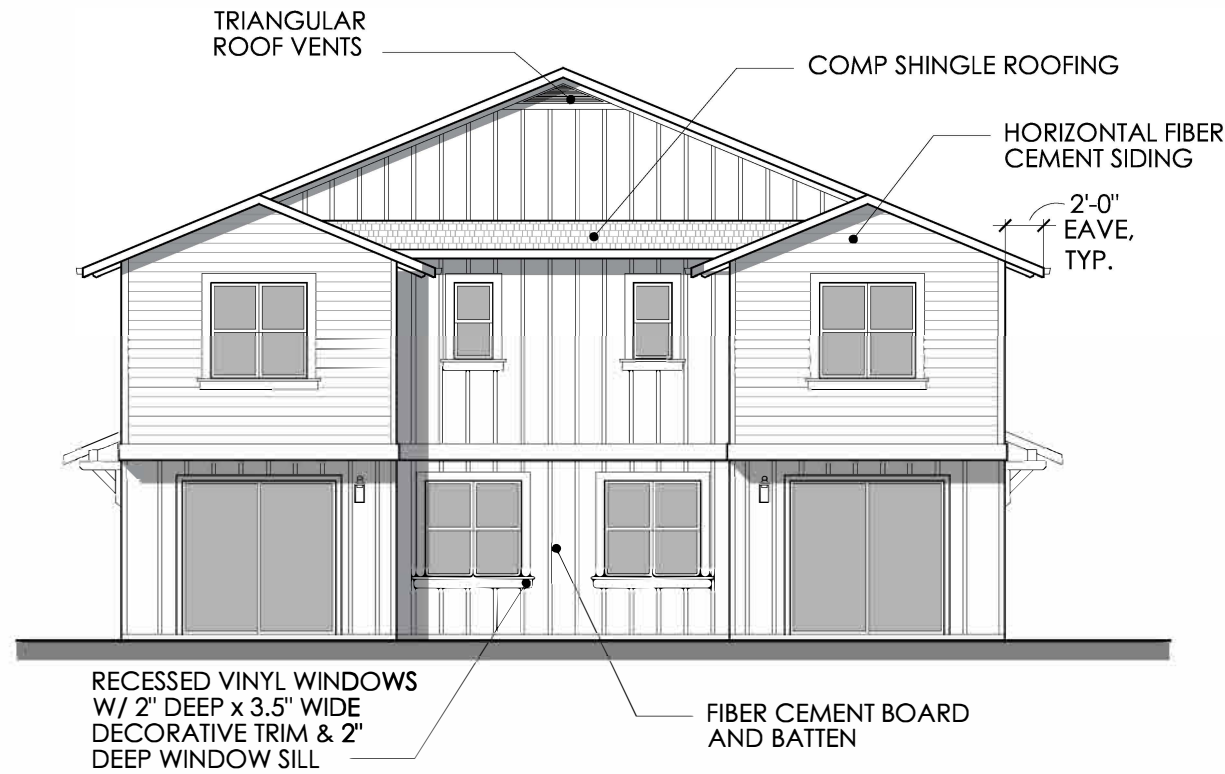 TRIANGULAR
ROOF VENTS
COMP SHINGLE ROOFING
HORIZONTAL FIBER
CEMENT SIDING
2'-0"
EAVE,
TYP.
RECESSED VINYL WINDOWS
W/ 2" DEEP x 3.5" WIDE
DECORATIVE TRIM & 2"
DEEP WINDOW SILL
FIBER CEMENT BOARD
AND BATTEN